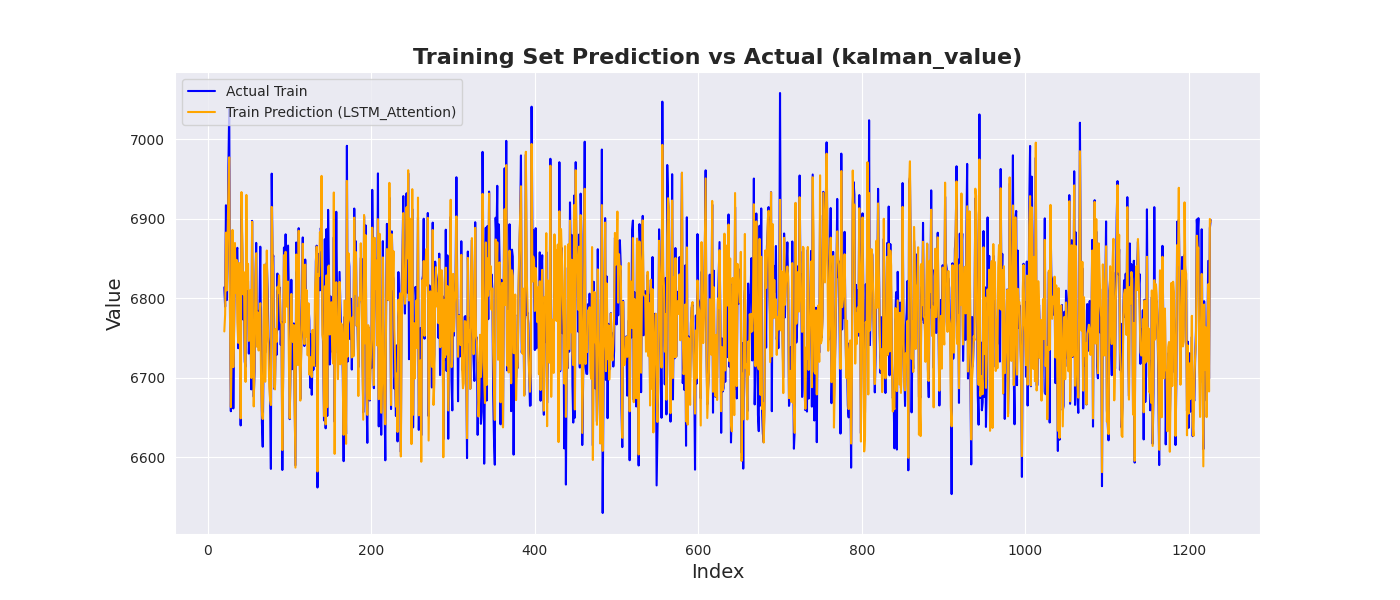 Training Set Prediction vs Actual (kalman_value)
Actual Train
Train Prediction (LSTM_Attention)
7000
6900
6800
6700
6600
Value
0 200 400 600 800 1000 1200
Index